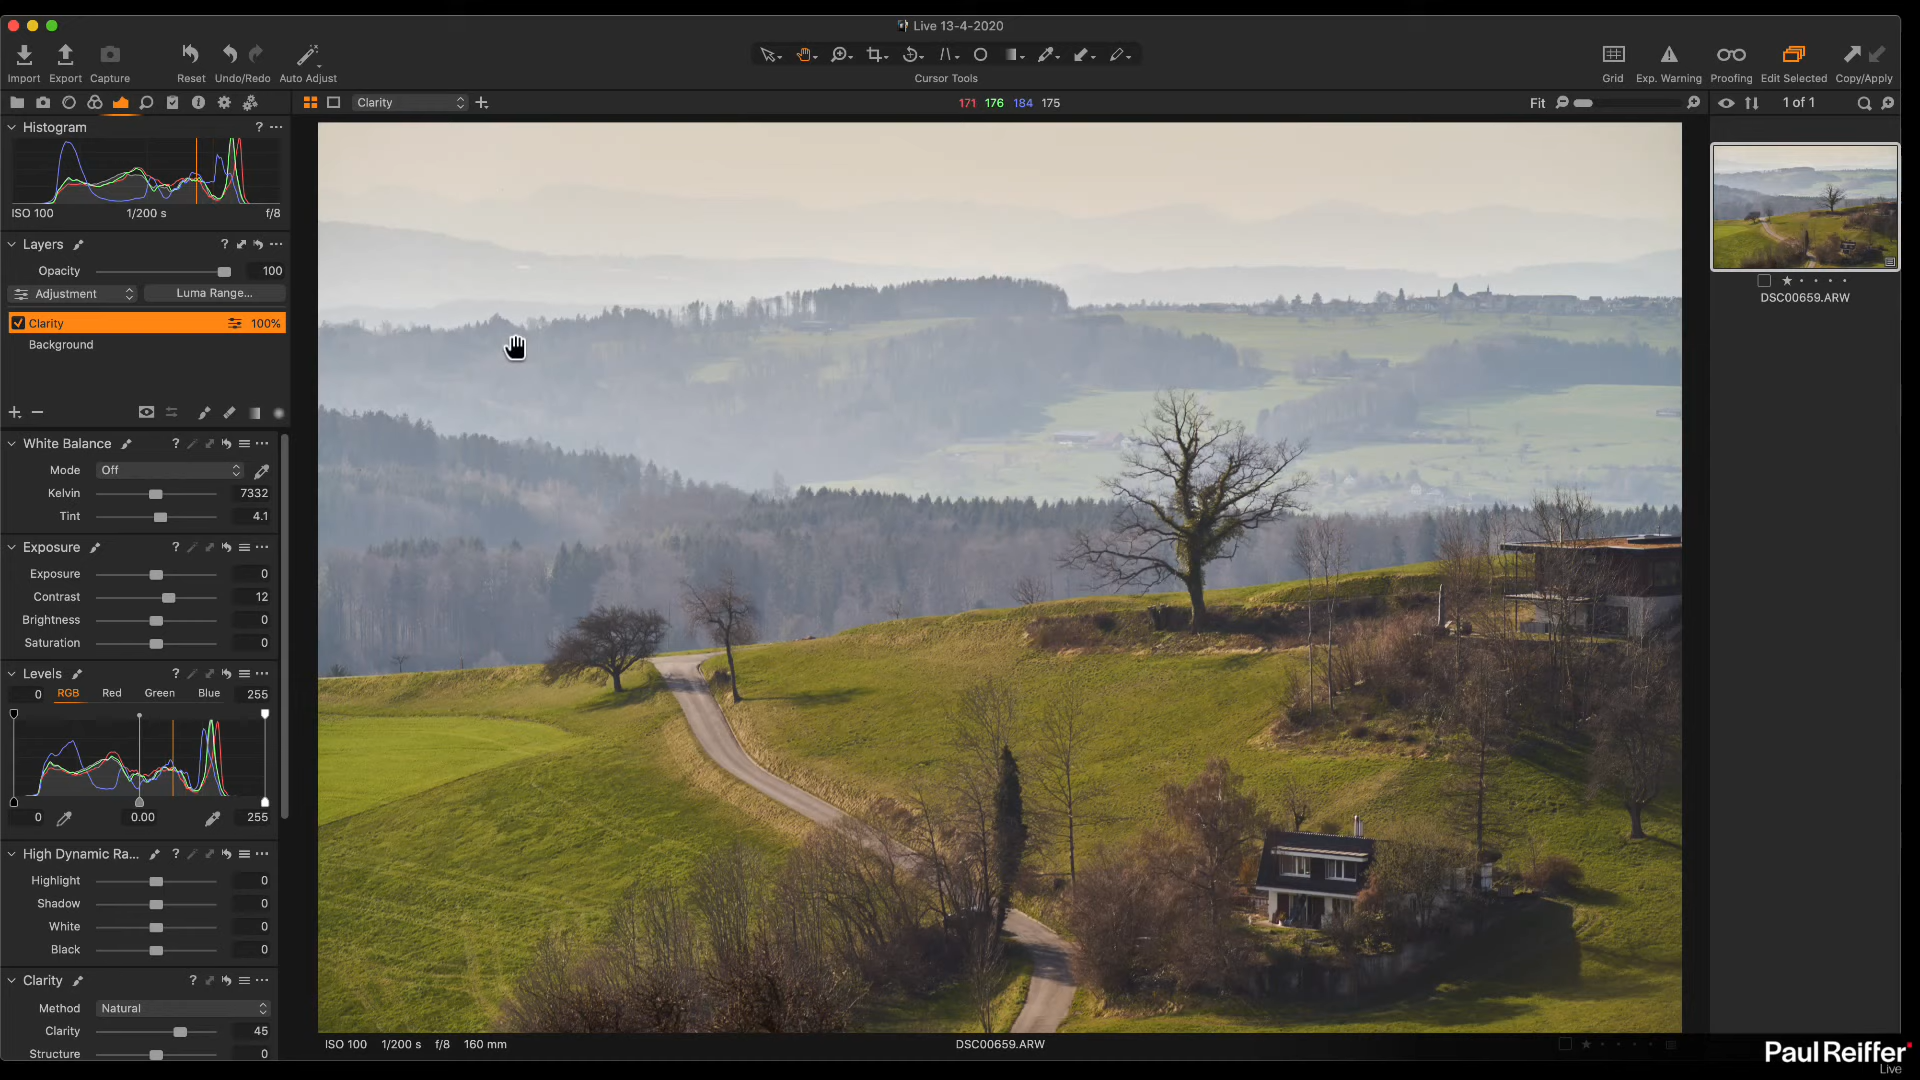 Live 13-4-2020
Import Export Capture Reset Undo/Redo Auto Adjust Cursor Tools Grid Exp. Warning Proofing Edit Selected Copy/Apply
Clarity 171 176 184 175 Fit 1 of 1
Histogram ?
ISO 100 1/200 s f/8
Layers ?
Opacity 100
Adjustment Luma Range...
Clarity 100%
Background
White Balance ?
Mode Off
Kelvin 7332
Tint 4.1
Exposure ?
Exposure 0
Contrast 12
Brightness 0
Saturation 0
Levels ?
0 RGB Red Green Blue 255
0 0.00 255
High Dynamic Ra... ?
Highlight 0
Shadow 0
White 0
Black 0
Clarity ?
Method Natural
Clarity 45
Structure 0
ISO 100 1/200 s f/8 160 mm DSC00659.ARW
DSC00659.ARW
Paul Reiffer
Live